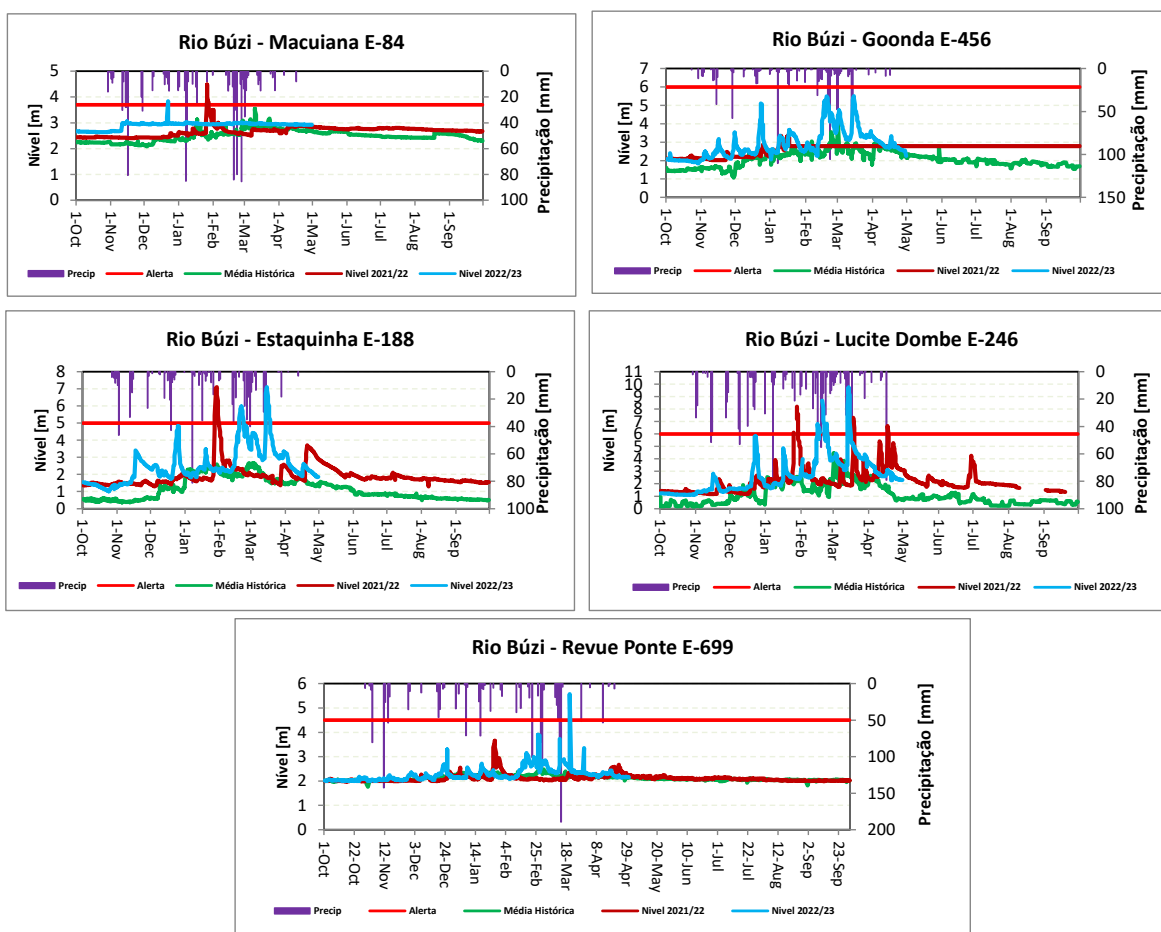 Rio Búzi - Macuiana E-84
Nível [m]
5
4
3
2
1
0
0
20
40
60
80
100
Precipitação [mm]
1-Oct
1-Nov
1-Dec
1-Jan
1-Feb
1-Mar
1-Apr
1-May
1-Jun
1-Jul
1-Aug
1-Sep
Precip Alerta Média Histórica Nivel 2021/22 Nivel 2022/23
Rio Búzi - Goonda E-456
Nível [m]
7
6
5
4
3
2
1
0
0
50
100
150
Precipitação [mm]
1-Oct
1-Nov
1-Dec
1-Jan
1-Feb
1-Mar
1-Apr
1-May
1-Jun
1-Jul
1-Aug
1-Sep
Precip Alerta Média Histórica Nivel 2021/22 Nivel 2022/23
Rio Búzi - Estaquinha E-188
Nível [m]
8
7
6
5
4
3
2
1
0
0
20
40
60
80
100
Precipitação [mm]
1-Oct
1-Nov
1-Dec
1-Jan
1-Feb
1-Mar
1-Apr
1-May
1-Jun
1-Jul
1-Aug
1-Sep
Precip Alerta Média Histórica Nivel 2021/22 Nivel 2022/23
Rio Búzi - Lucite Dombe E-246
Nível [m]
11
10
9
8
7
6
5
4
3
2
1
0
0
20
40
60
80
100
Precipitação [mm]
1-Oct
1-Nov
1-Dec
1-Jan
1-Feb
1-Mar
1-Apr
1-May
1-Jun
1-Jul
1-Aug
1-Sep
Precip Alerta Média Histórica Nivel 2021/22 Nivel 2022/23
Rio Búzi - Revue Ponte E-699
Nível [m]
6
5
4
3
2
1
0
0
50
100
150
200
Precipitação [mm]
1-Oct
22-Oct
12-Nov
3-Dec
24-Dec
14-Jan
4-Feb
25-Feb
18-Mar
8-Apr
29-Apr
20-May
10-Jun
1-Jul
22-Jul
12-Aug
2-Sep
23-Sep
Precip Alerta Média Histórica Nivel 2021/22 Nivel 2022/23